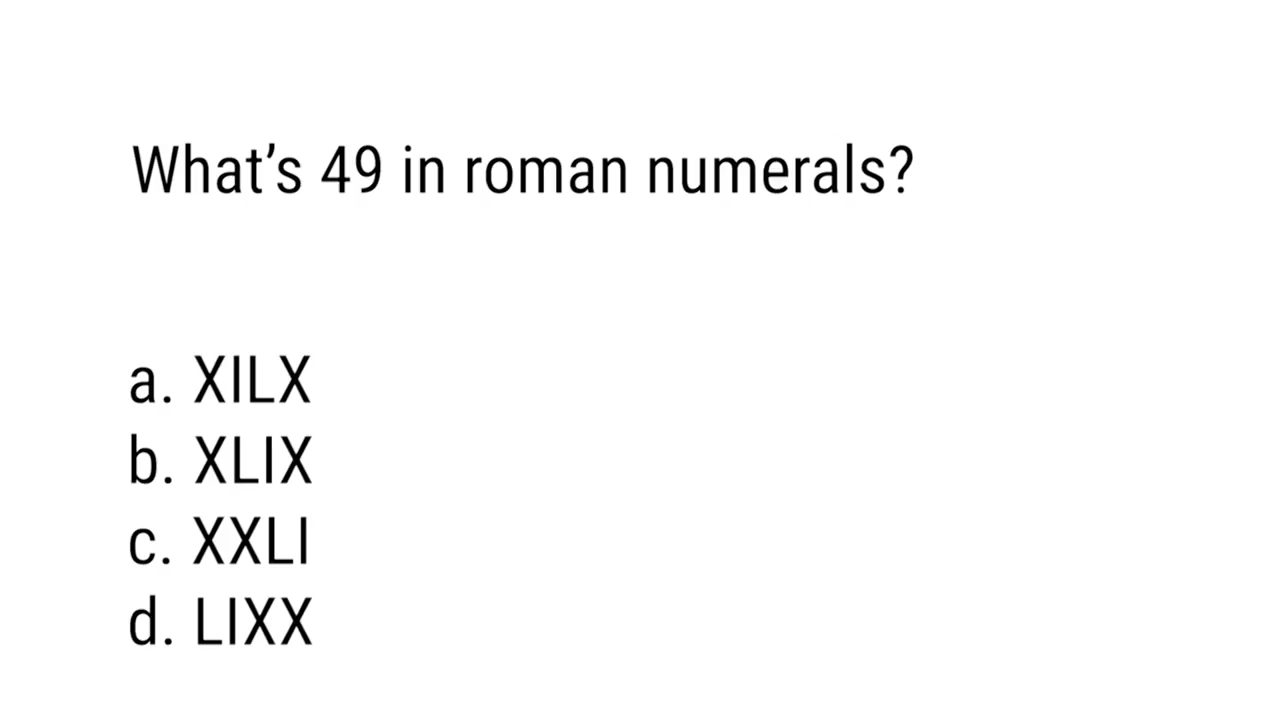 What’s 49 in roman numerals?
a. XILX
b. XLIX
c. XXLI
d. LIXX